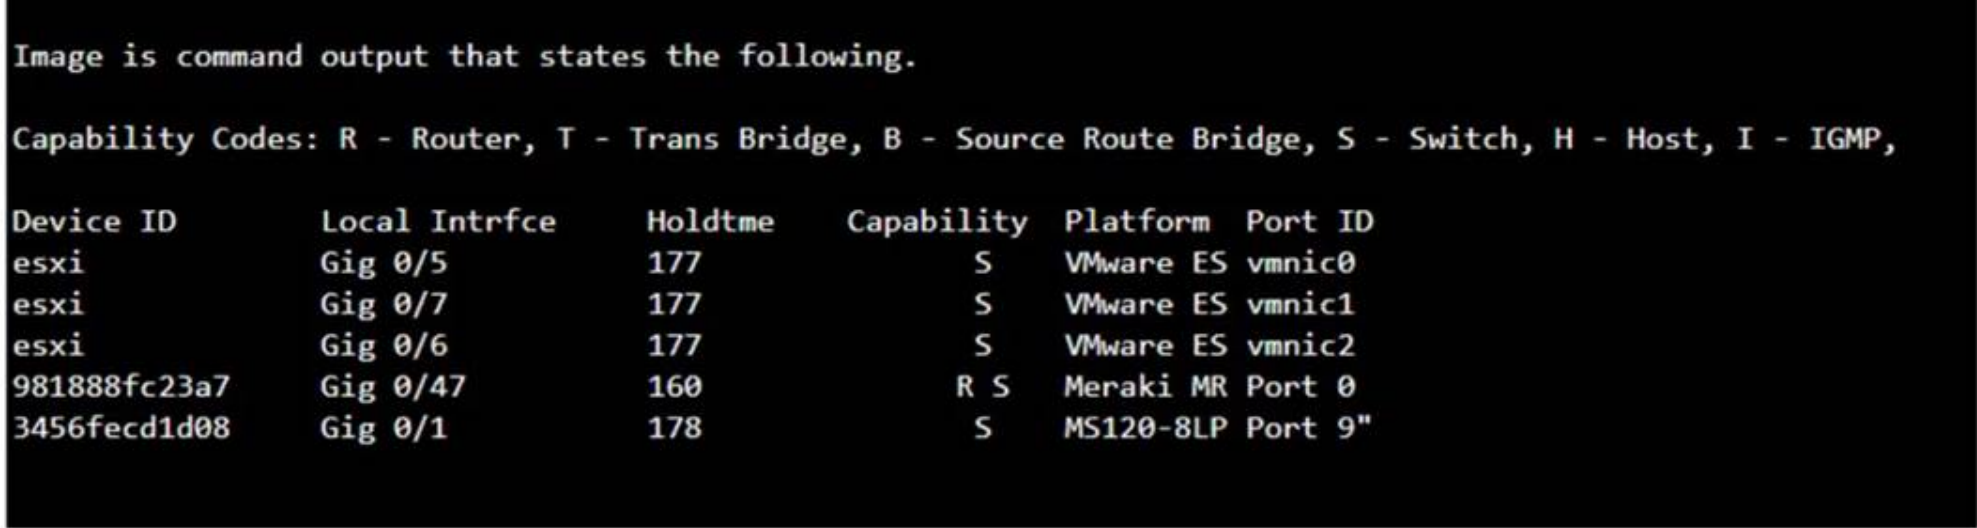 Image is command output that states the following.
Capability Codes: R - Router, T - Trans Bridge, B - Source Route Bridge, S - Switch, H - Host, I - IGMP,
Device ID Local Intrfce Holdtme Capability Platform Port ID
esxi Gig 0/5 177 S VMware ES vmnic0
esxi Gig 0/7 177 S VMware ES vmnic1
esxi Gig 0/6 177 S VMware ES vmnic2
981888fc23a7 Gig 0/47 160 R S Meraki MR Port 0
3456fecd1d08 Gig 0/1 178 S MS120-8LP Port 9"